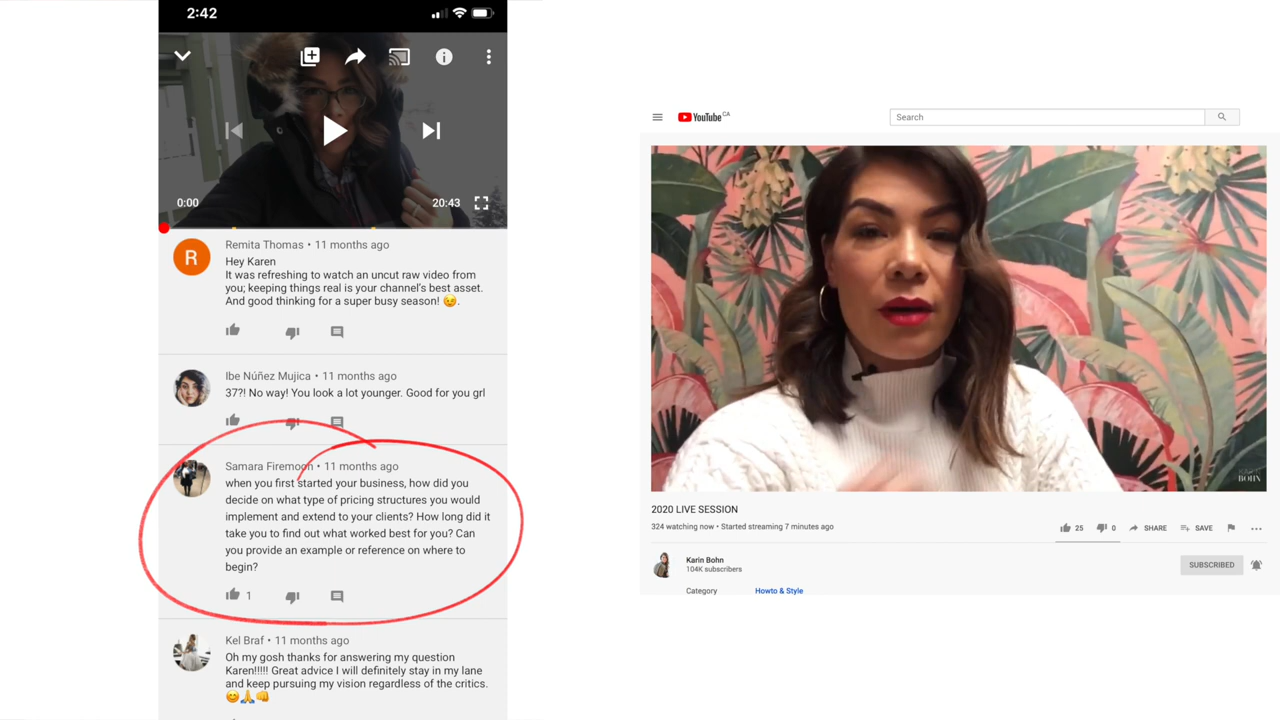 2:42
0:00
20:43
R
Remita Thomas • 11 months ago
Hey Karen
It was refreshing to watch an uncut raw video from
you; keeping things real is your channel's best asset.
And good thinking for a super busy season! 😉.
Ibe Núñez Mujica • 11 months ago
37?! No way! You look a lot younger. Good for you grl
Samara Firemoon • 11 months ago
when you first started your business, how did you
decide on what type of pricing structures you would
implement and extend to your clients? How long did it
take you to find out what worked best for you? Can
you provide an example or reference on where to
begin?
1
Kel Braf • 11 months ago
Oh my gosh thanks for answering my question
Karen!!!!! Great advice I will definitely stay in my lane
and keep pursuing my vision regardless of the critics.
😊🙏👊
YouTube CA
Search
KARIN
BOHN
2020 LIVE SESSION
324 watching now • Started streaming 7 minutes ago
25
0
SHARE
SAVE
Karin Bohn
104K subscribers
SUBSCRIBED
Category
Howto & Style